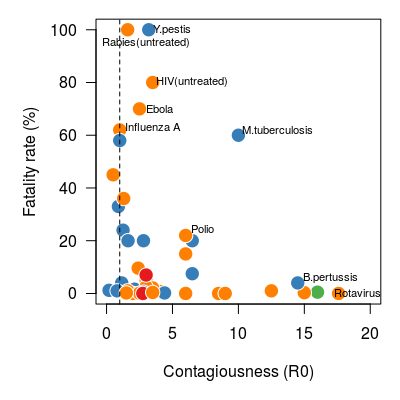 100
80
60
40
20
0
Fatality rate (%)
Y.pestis
Rabies(untreated)
HIV(untreated)
Ebola
Influenza A
M.tuberculosis
Polio
B.pertussis
Rotavirus
0 5 10 15 20
Contagiousness (R0)